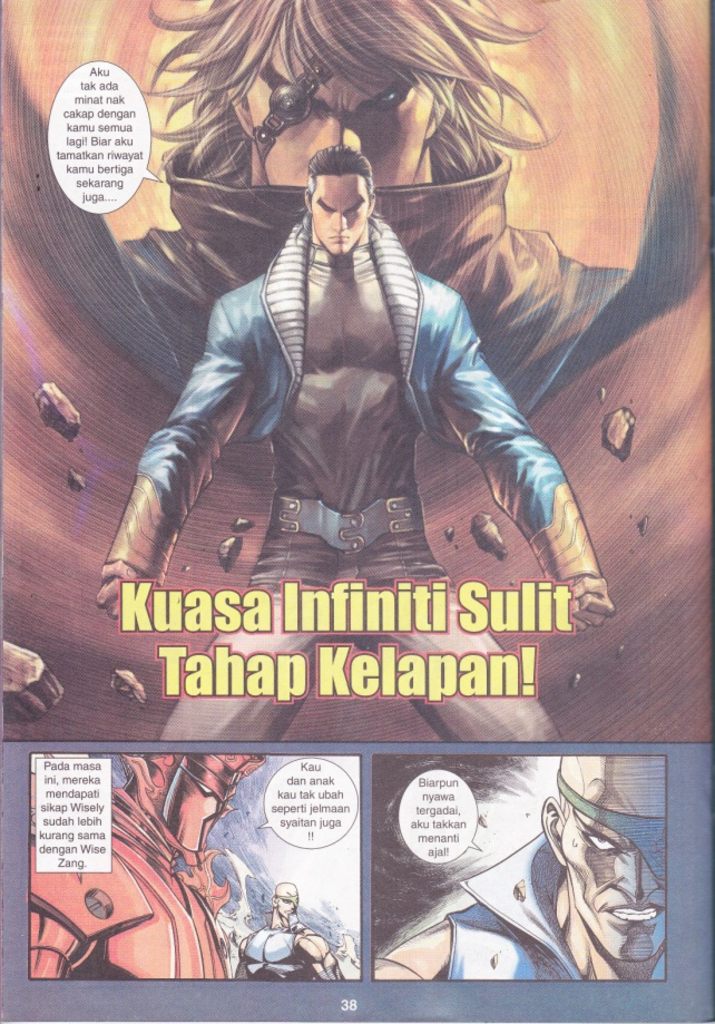 Aku
tak ada
minat nak
cakap dengan
kamu semua
lagi! Biar aku
tamatkan riwayat
kamu bertiga
sekarang
juga....
Kuasa Infiniti Sulit
Tahap Kelapan!
Pada masa
ini, mereka
mendapati
sikap Wisely
sudah lebih
kurang sama
dengan Wise
Zang.
Kau
dan anak
kau tak ubah
seperti jelmaan
syaitan juga
!!
Biarpun
nyawa
tergadai,
aku takkan
menanti
ajal!
38